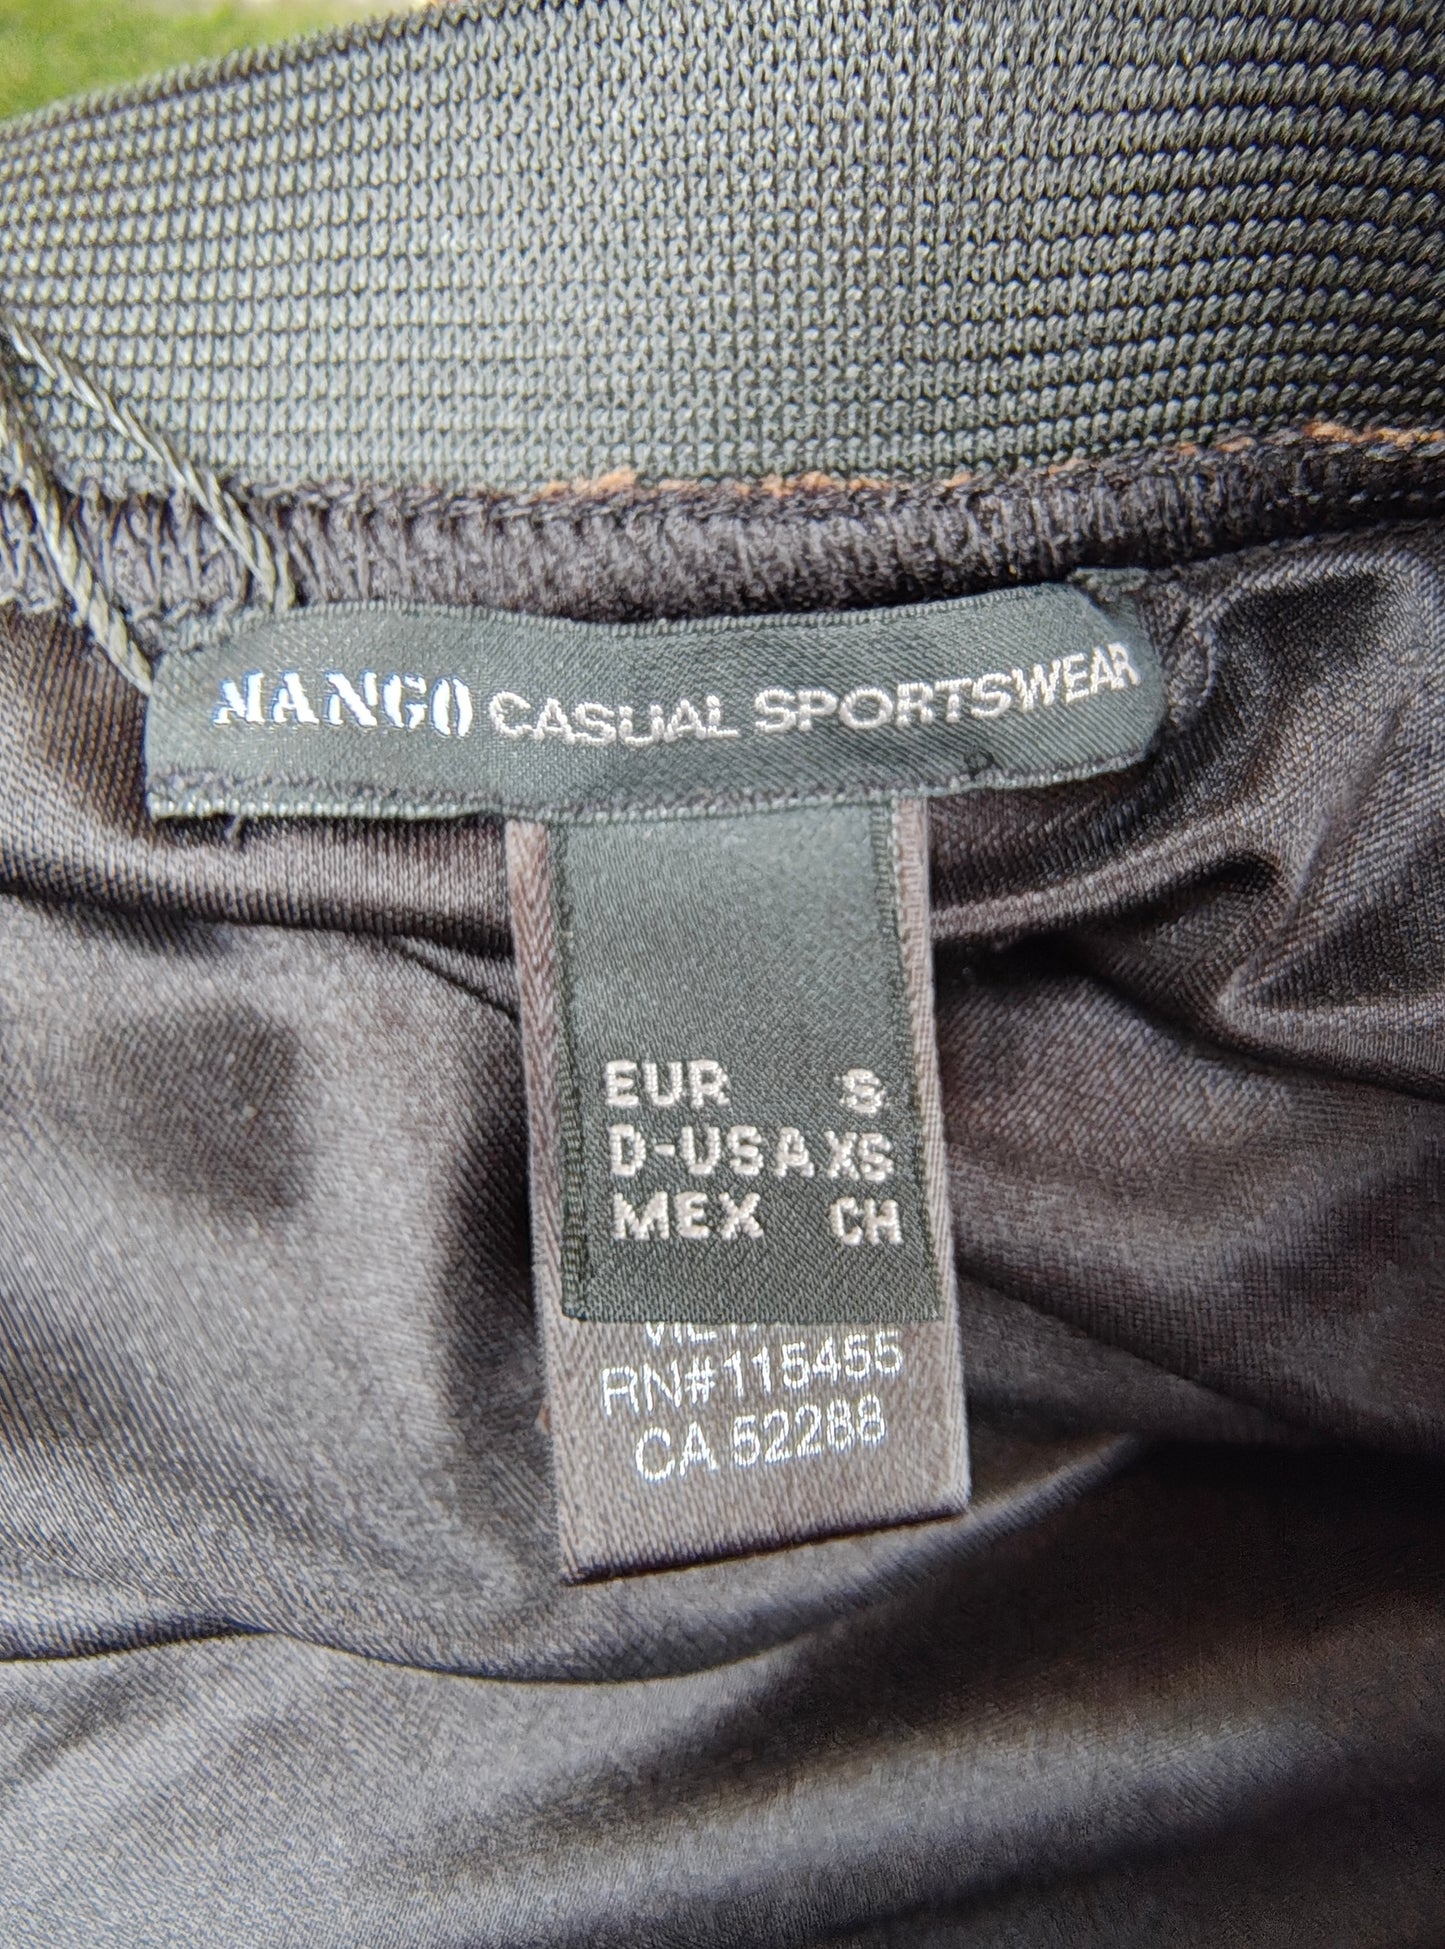 MANGO CASUAL SPORTSWEAR
EUR S
D-USA XS
MEX CH
RN#115455
CA 52288